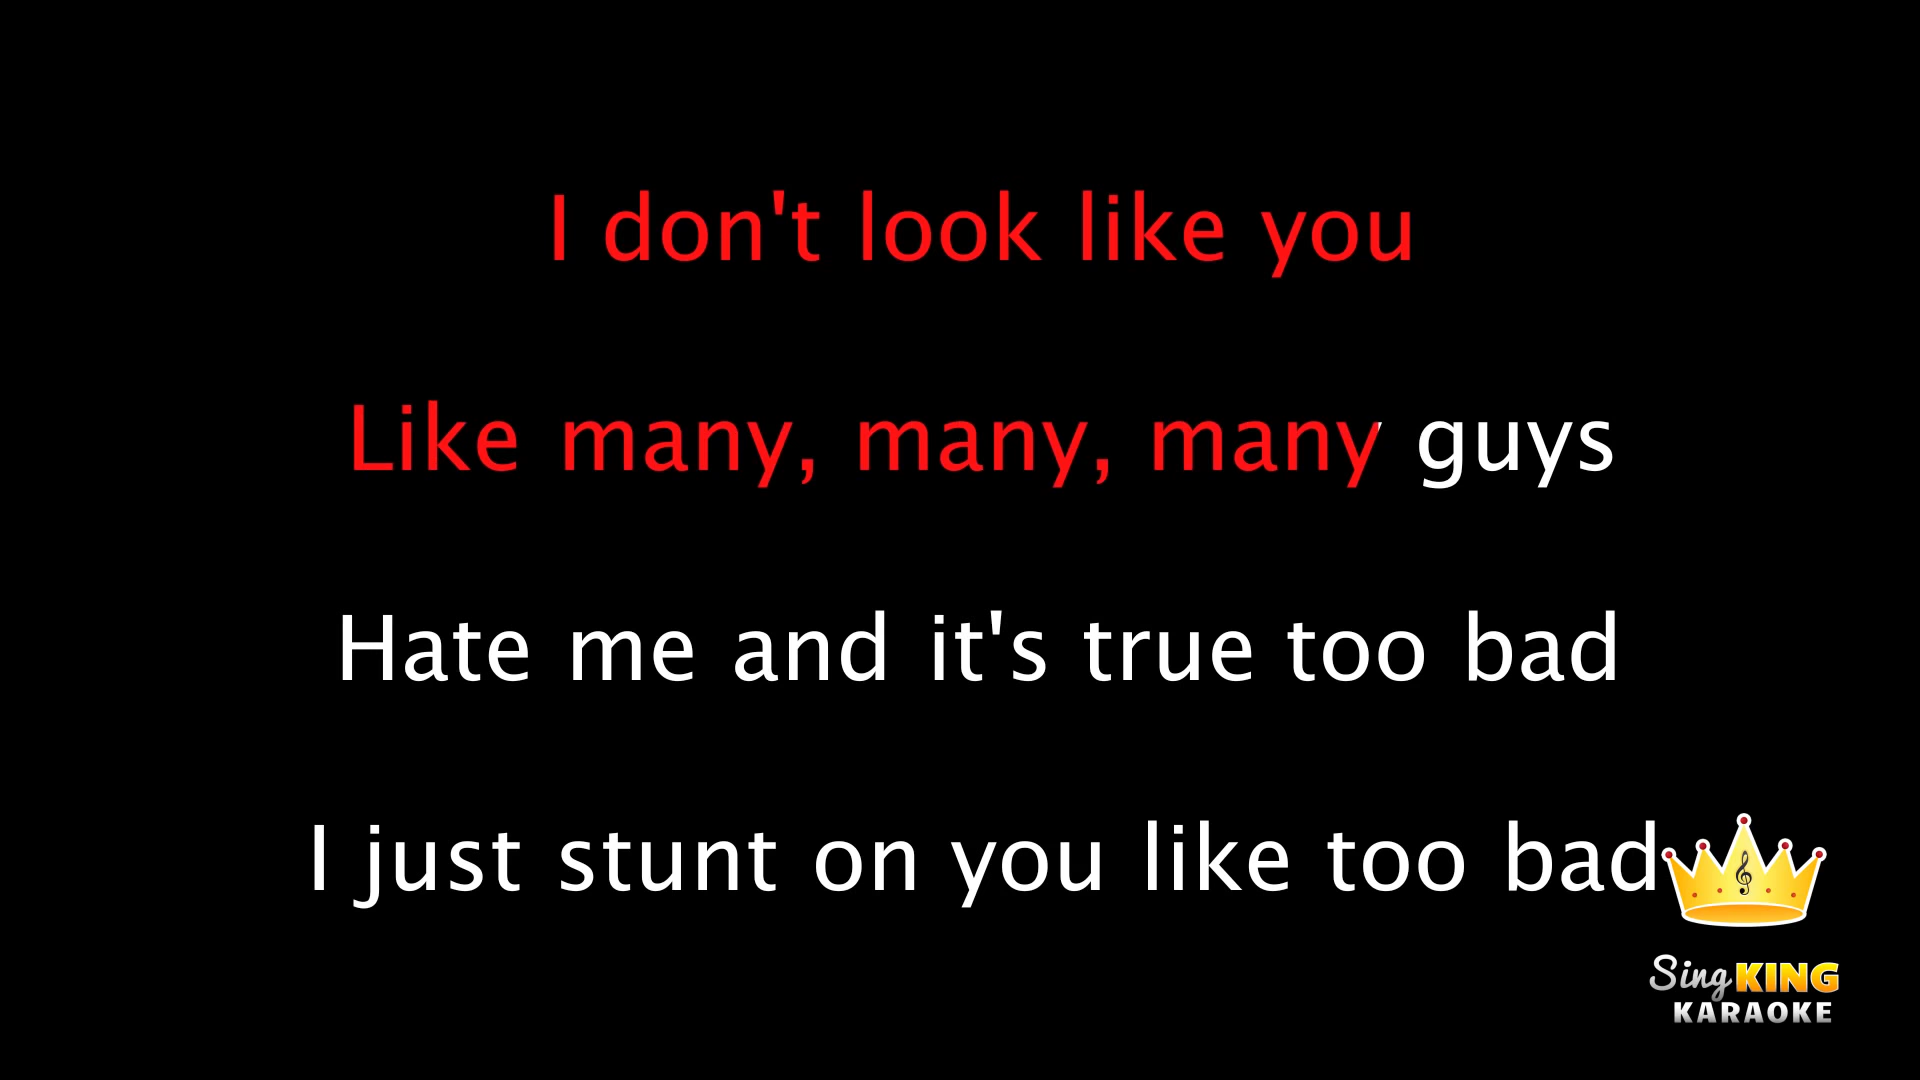 I don't look like you
Like many, many, many guys
Hate me and it's true too bad
I just stunt on you like too bad
Sing KING
KARAOKE